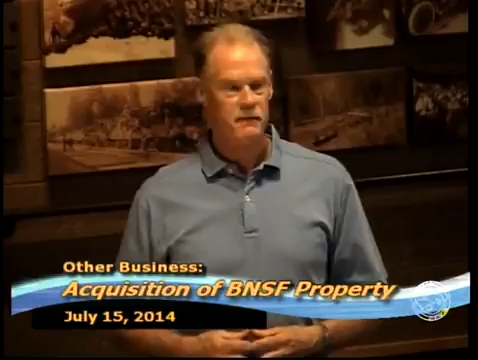 Other Business:
Acquisition of BNSF Property
July 15, 2014